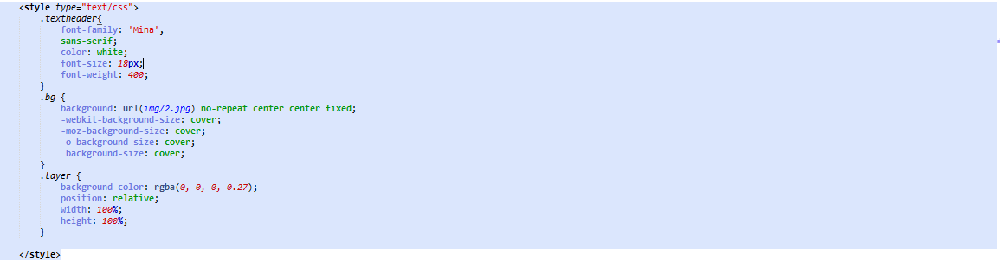 <style type="text/css">
.textheader{
font-family: 'Mina',
sans-serif;
color: white;
font-size: 18px;
font-weight: 400;
}
.bg {
background: url(img/2.jpg) no-repeat center center fixed;
-webkit-background-size: cover;
-moz-background-size: cover;
-o-background-size: cover;
background-size: cover;
}
.layer {
background-color: rgba(0, 0, 0, 0.27);
position: relative;
width: 100%;
height: 100%;
}
</style>